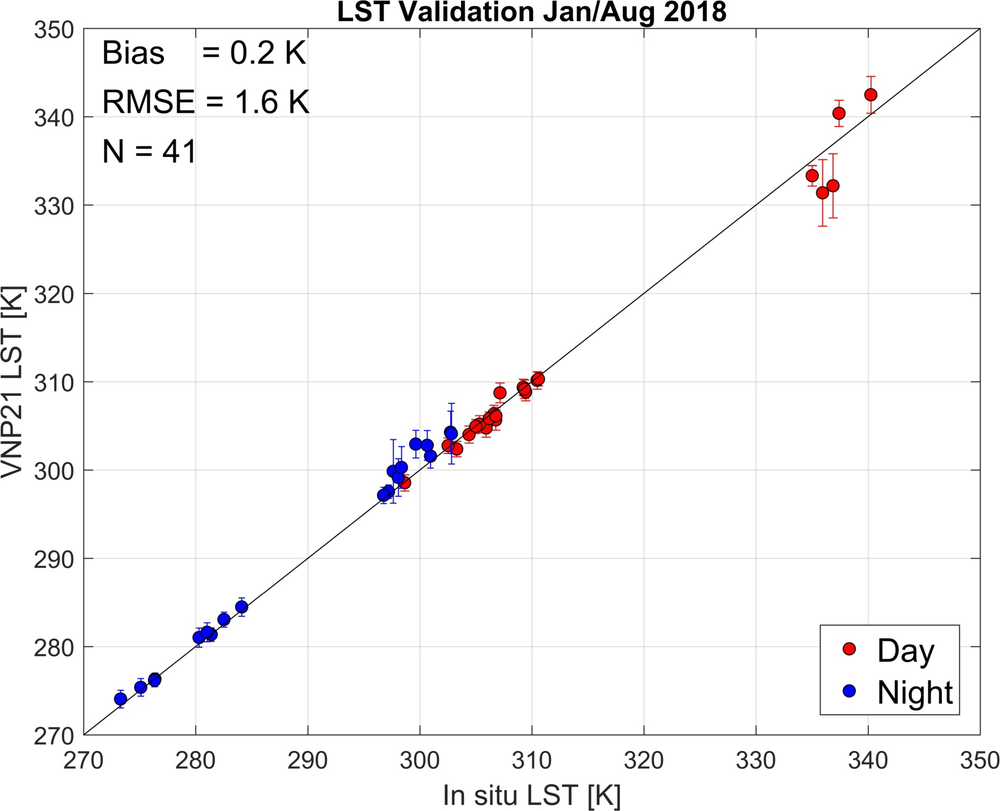 LST Validation Jan/Aug 2018
Bias = 0.2 K
RMSE = 1.6 K
N = 41
VNP21 LST [K]
350
340
330
320
310
300
290
280
270
Day
Night
270 280 290 300 310 320 330 340 350
In situ LST [K]